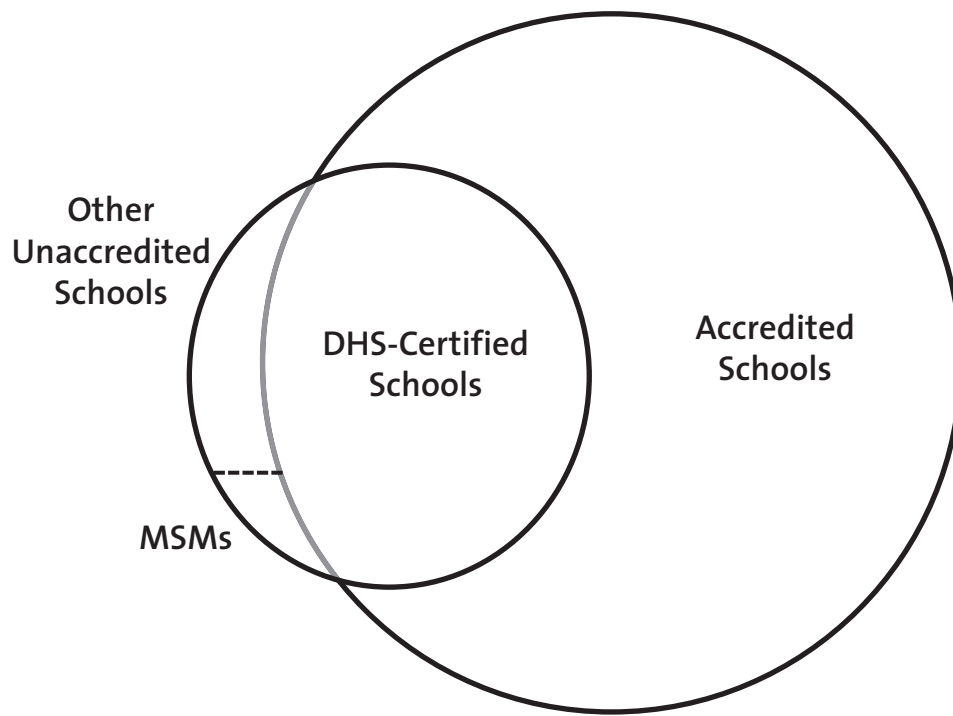 Other
Unaccredited
Schools
DHS-Certified
Schools
Accredited
Schools
MSMs